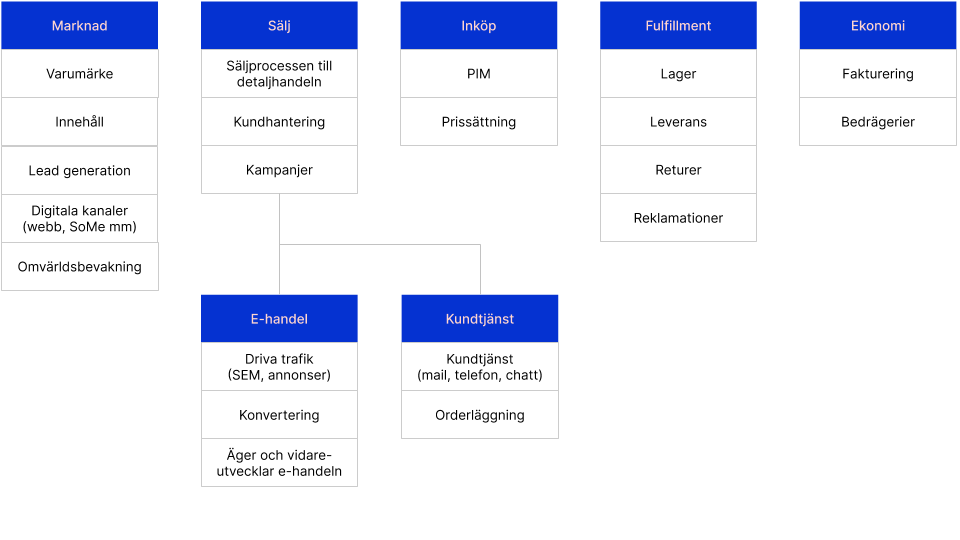 Marknad
Varumärke
Innehåll
Lead generation
Digitala kanaler
(webb, SoMe mm)
Omvärldsbevakning
Sälj
Säljprocessen till
detaljhandeln
Kundhantering
Kampanjer
Inköp
PIM
Prissättning
Fulfillment
Lager
Leverans
Returer
Reklamationer
Ekonomi
Fakturering
Bedrägerier
E-handel
Driva trafik
(SEM, annonser)
Konvertering
Äger och vidare-
utvecklar e-handeln
Kundtjänst
Kundtjänst
(mail, telefon, chatt)
Orderläggning